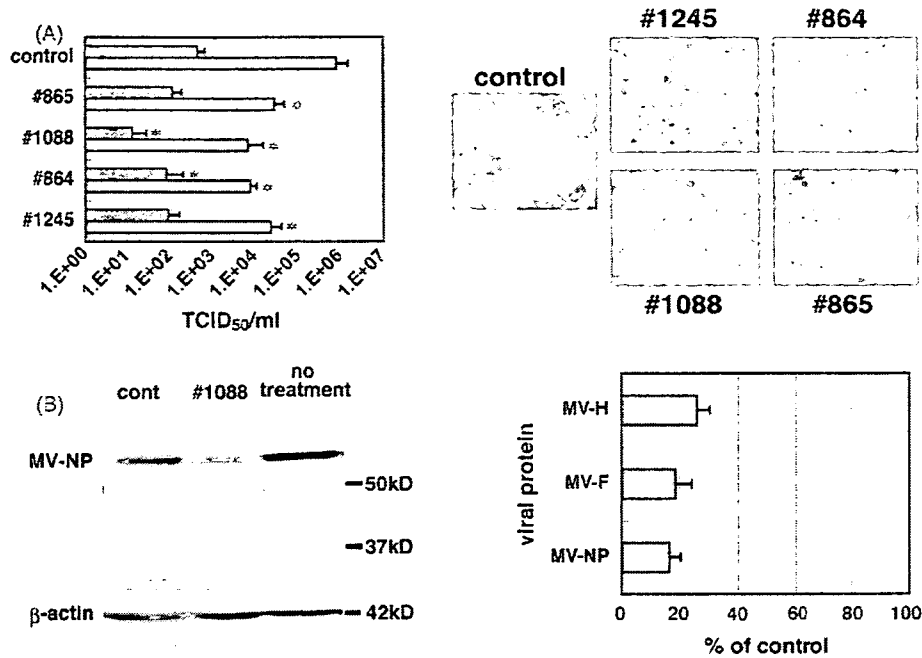 (A)
control
#865
#1088
#864
#1245
*
*
*
*
*
*
1.E+00 1.E+01 1.E+02 1.E+03 1.E+04 1.E+05 1.E+06 1.E+07
TCID50/ml
#1245 #864
control
#1088 #865
(B)
cont #1088 no treatment
MV-NP
50kD
37kD
β-actin 42kD
viral protein
MV-H
MV-F
MV-NP
0 20 40 60 80 100
% of control